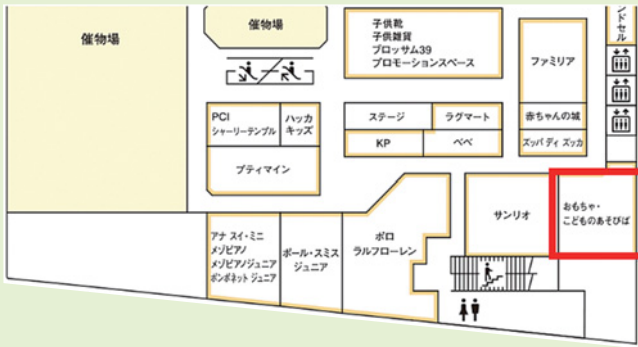 催物場
催物場
子供靴
子供雑貨
ブロッサム39
プロモーションスペース
ファミリア
ンドセル
PCI
シャーリーテンプル
ハッカ
キッズ
ステージ
ラグマート
赤ちゃんの城
KP
べべ
ズッパ ディ ズッカ
プティマイン
アナ スイ・ミニ
メゾピアノ
メゾピアノジュニア
ポンポネット ジュニア
ポール・スミス
ジュニア
ポロ
ラルフローレン
サンリオ
おもちゃ・
こどものあそびば